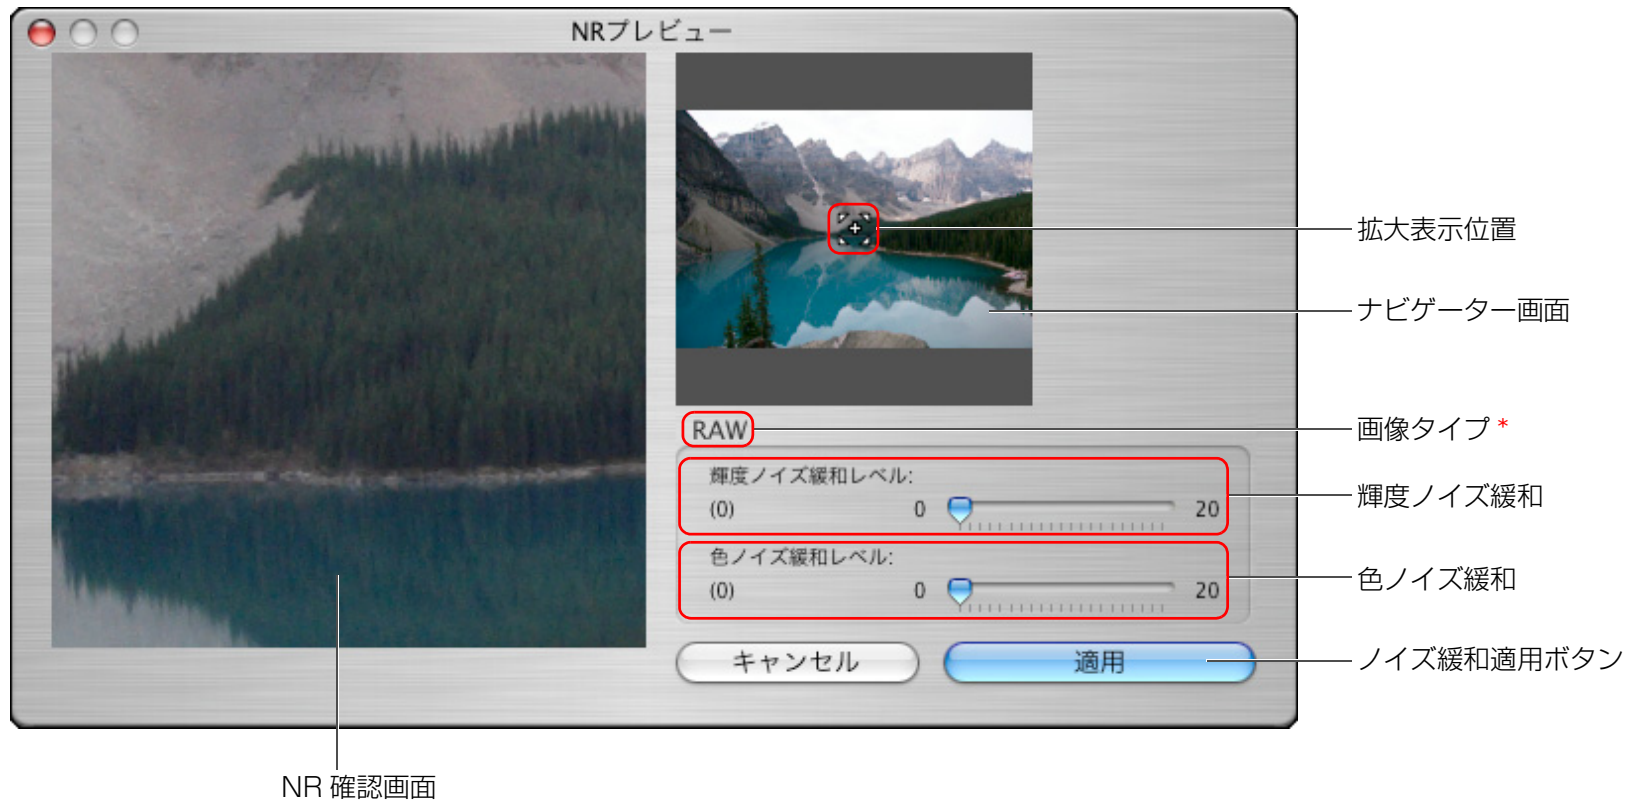 NRプレビュー
拡大表示位置
ナビゲーター画面
RAW
画像タイプ*
輝度ノイズ緩和レベル:
(0) 0 20
輝度ノイズ緩和
色ノイズ緩和レベル:
(0) 0 20
色ノイズ緩和
キャンセル 適用
ノイズ緩和適用ボタン
NR 確認画面